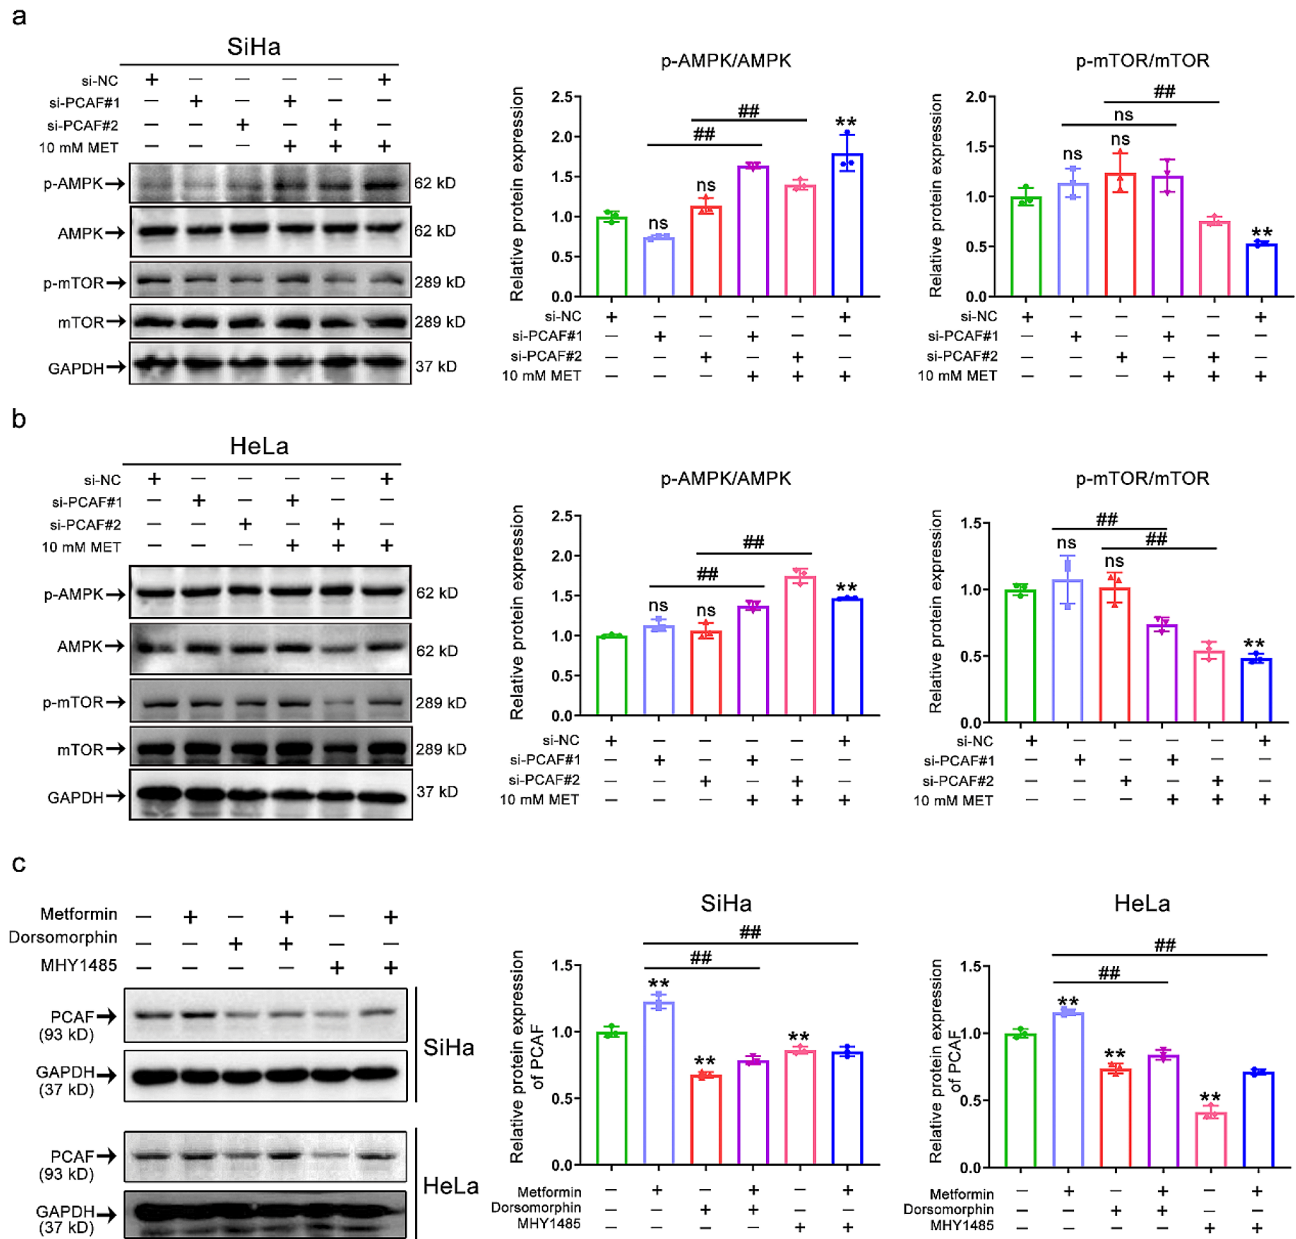 a
SiHa
si-NC + − − − − +
si-PCAF#1 − + − + − −
si-PCAF#2 − − + − + −
10 mM MET − − − + + +
p-AMPK 62 kD
AMPK 62 kD
p-mTOR 289 kD
mTOR 289 kD
GAPDH 37 kD
p-AMPK/AMPK
Relative protein expression
2.5
2.0
1.5
1.0
0.5
0.0
##
##
**
ns
ns
si-NC + − − − − +
si-PCAF#1 − + − + − −
si-PCAF#2 − − + − + −
10 mM MET − − − + + +
p-mTOR/mTOR
Relative protein expression
2.0
1.5
1.0
0.5
0.0
##
ns
ns
ns
**
si-NC + − − − − +
si-PCAF#1 − + − + − −
si-PCAF#2 − − + − + −
10 mM MET − − − + + +
b
HeLa
si-NC + − − − − +
si-PCAF#1 − + − + − −
si-PCAF#2 − − + − + −
10 mM MET − − − + + +
p-AMPK 62 kD
AMPK 62 kD
p-mTOR 289 kD
mTOR 289 kD
GAPDH 37 kD
p-AMPK/AMPK
Relative protein expression
2.5
2.0
1.5
1.0
0.5
0.0
##
##
ns
ns
**
si-NC + − − − − +
si-PCAF#1 − + − + − −
si-PCAF#2 − − + − + −
10 mM MET − − − + + +
p-mTOR/mTOR
Relative protein expression
1.5
1.0
0.5
0.0
##
##
ns
ns
**
si-NC + − − − − +
si-PCAF#1 − + − + − −
si-PCAF#2 − − + − + −
10 mM MET − − − + + +
c
Metformin − + − + − +
Dorsomorphin − − + + − −
MHY1485 − − − − + +
PCAF
(93 kD)
GAPDH
(37 kD)
SiHa
PCAF
(93 kD)
GAPDH
(37 kD)
HeLa
SiHa
Relative protein expression
of PCAF
1.5
1.0
0.5
0.0
##
##
**
**
**
Metformin − + − + − +
Dorsomorphin − − + + − −
MHY1485 − − − − + +
HeLa
Relative protein expression
of PCAF
1.5
1.0
0.5
0.0
##
##
**
**
**
Metformin − + − + − +
Dorsomorphin − − + + − −
MHY1485 − − − − + +